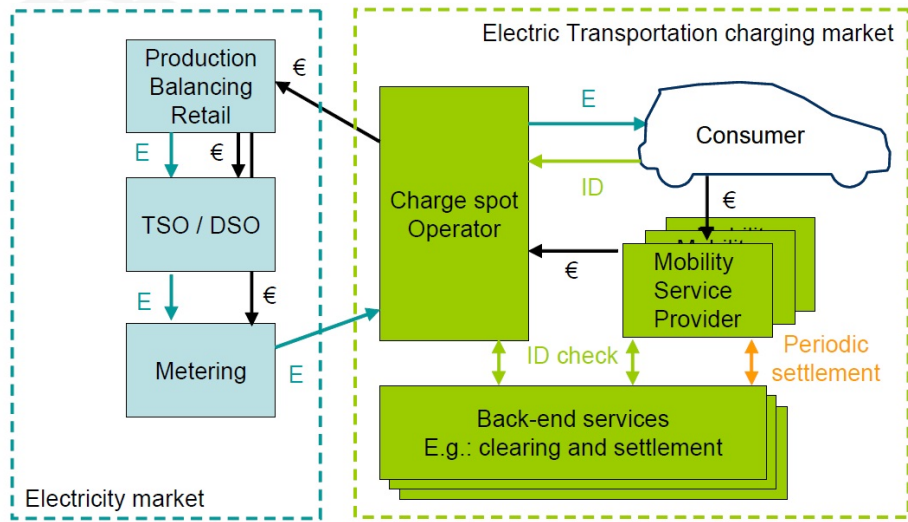 Electric Transportation charging market
Production
Balancing
Retail
€
E
Consumer
E
€
ID
€
TSO / DSO
Charge spot
Operator
€
Mobility
Service
Provider
E
€
Metering
E
ID check
Periodic
settlement
Back-end services
E.g.: clearing and settlement
Electricity market